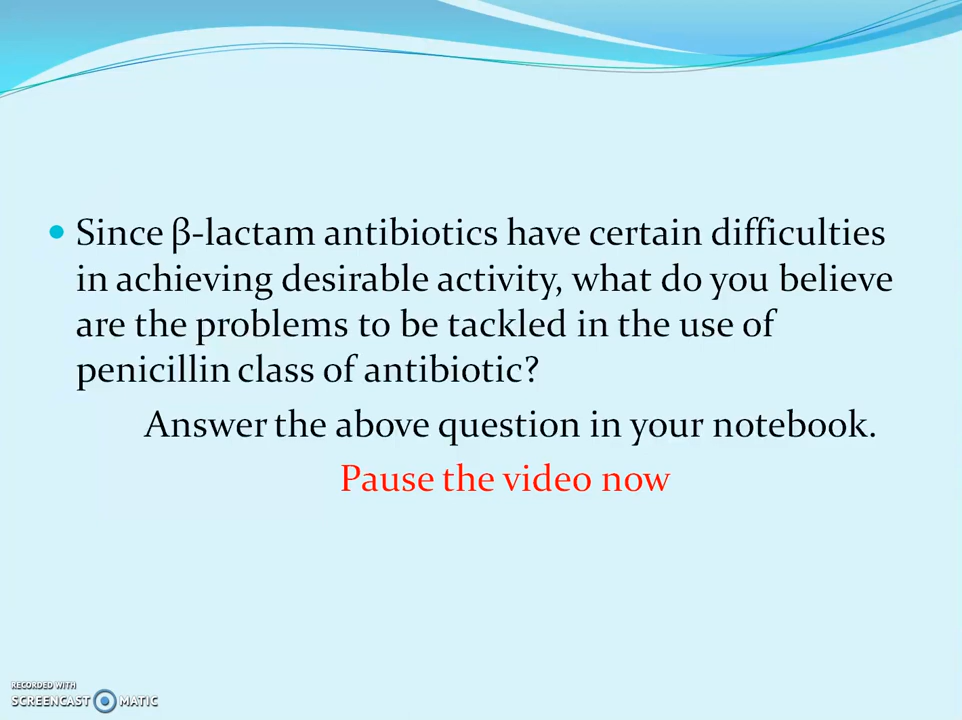 Since β-lactam antibiotics have certain difficulties
in achieving desirable activity, what do you believe
are the problems to be tackled in the use of
penicillin class of antibiotic?
Answer the above question in your notebook.
Pause the video now
RECORDED WITH
SCREENCAST MATIC